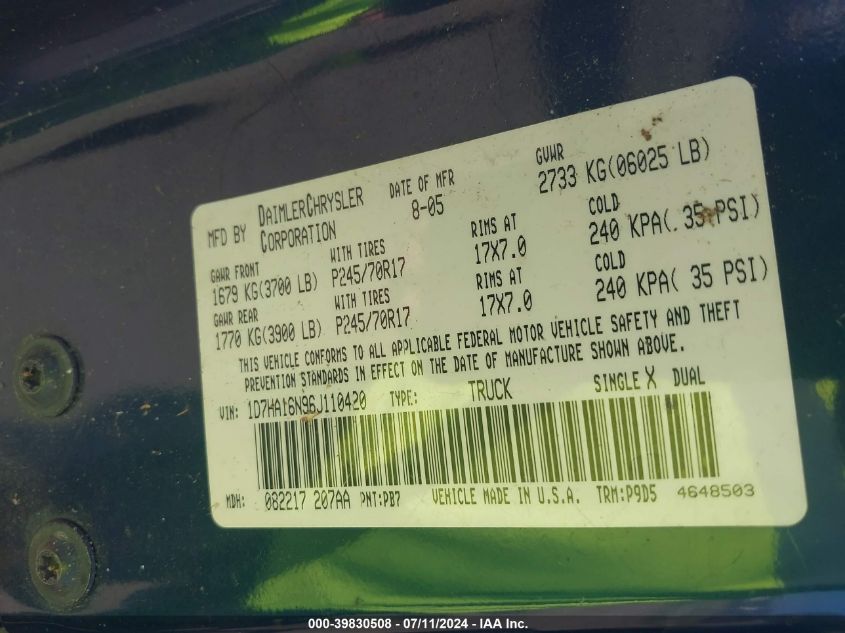 MFD BY DAIMLERCHRYSLER CORPORATION
DATE OF MFR 8-05
GVWR 2733 KG(06025 LB)
GAWR FRONT WITH TIRES RIMS AT COLD
1679 KG(3700 LB) P245/70R17 17X7.0 240 KPA( 35 PSI)
GAWR REAR WITH TIRES RIMS AT COLD
1770 KG(3900 LB) P245/70R17 17X7.0 240 KPA( 35 PSI)
THIS VEHICLE CONFORMS TO ALL APPLICABLE FEDERAL MOTOR VEHICLE SAFETY AND THEFT
PREVENTION STANDARDS IN EFFECT ON THE DATE OF MANUFACTURE SHOWN ABOVE.
VIN: 1D7HA16N96J110420 TYPE: TRUCK SINGLE X DUAL
MDH: 082217 207AA PNT:PB7 VEHICLE MADE IN U.S.A. TRM:P9D5 4648503
000-39830508 - 07/11/2024 - IAA Inc.